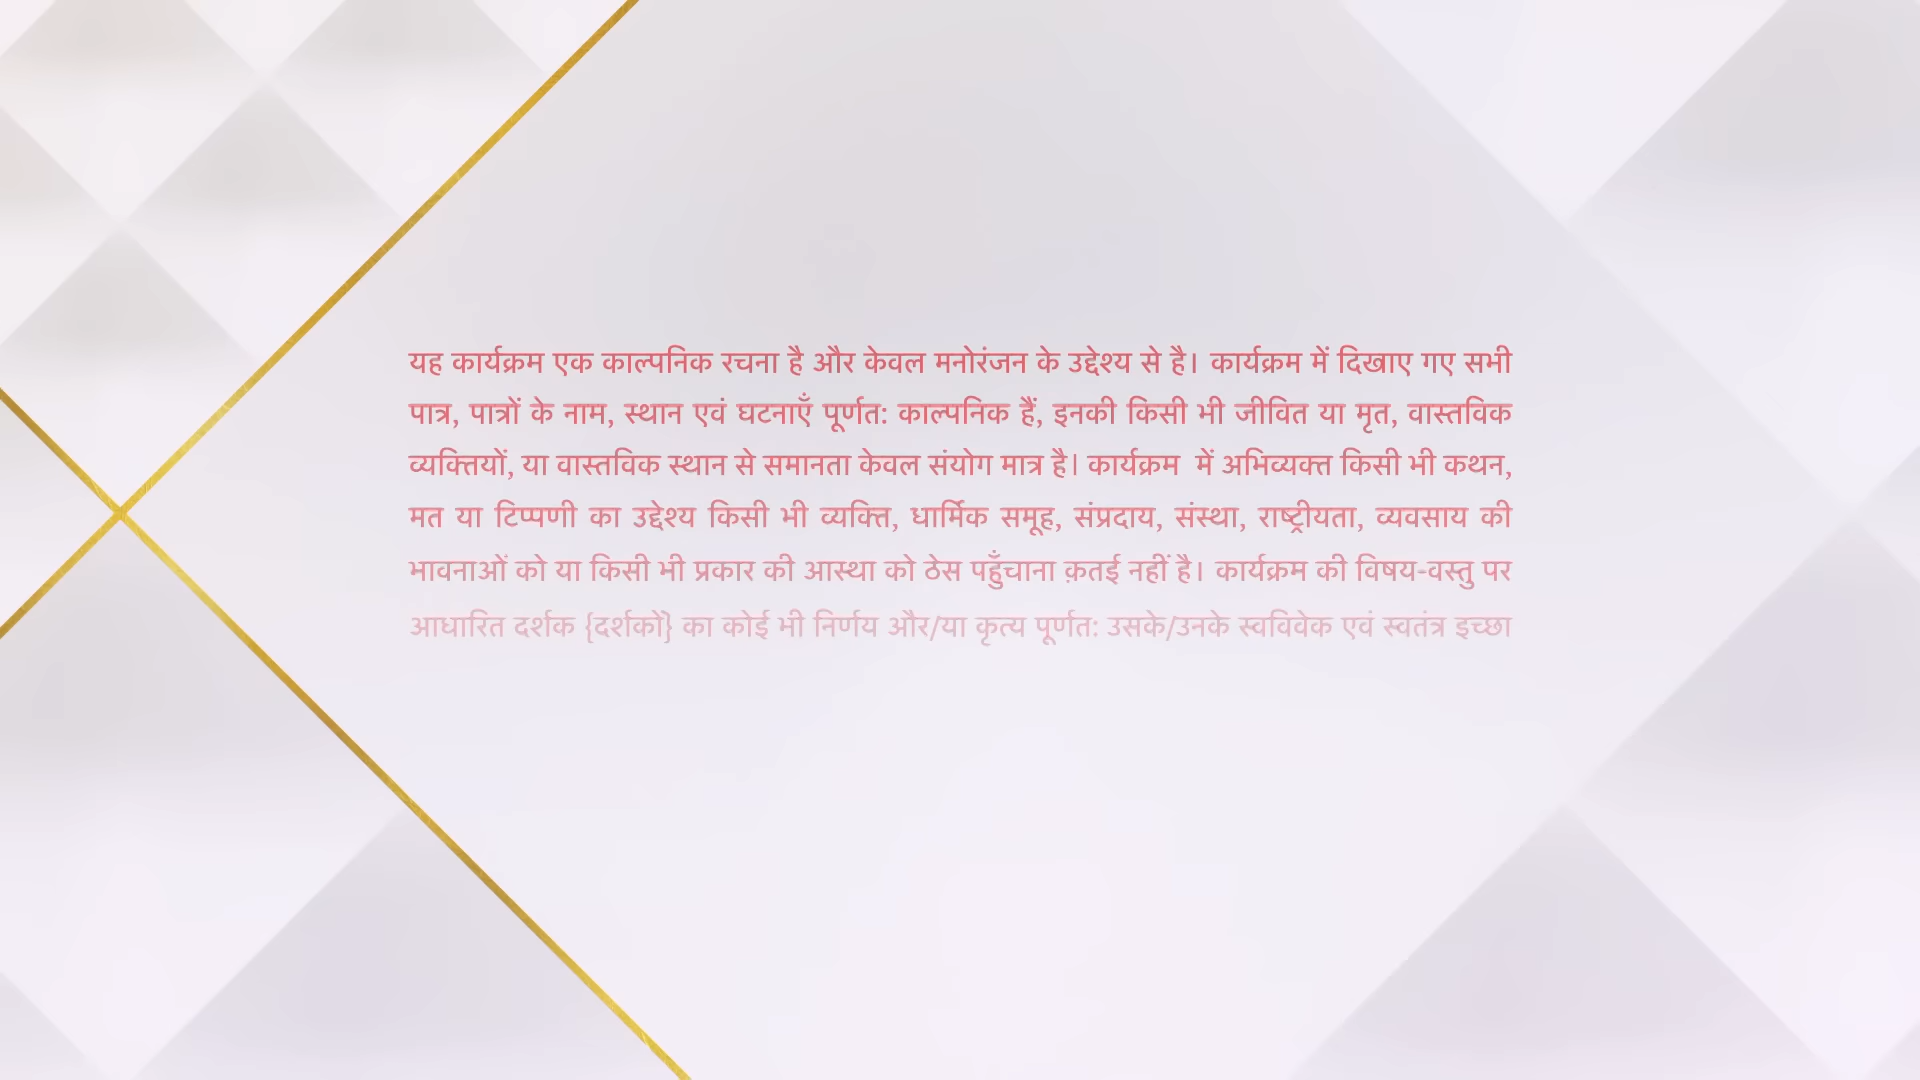 यह कार्यक्रम एक काल्पनिक रचना है और केवल मनोरंजन के उद्देश्य से है। कार्यक्रम में दिखाए गए सभी
पात्र, पात्रों के नाम, स्थान एवं घटनाएँ पूर्णत: काल्पनिक हैं, इनकी किसी भी जीवित या मृत, वास्तविक
व्यक्तियों, या वास्तविक स्थान से समानता केवल संयोग मात्र है। कार्यक्रम  में अभिव्यक्त किसी भी कथन,
मत या टिप्पणी का उद्देश्य किसी भी व्यक्ति, धार्मिक समूह, संप्रदाय, संस्था, राष्ट्रीयता, व्यवसाय की
भावनाओं को या किसी भी प्रकार की आस्था को ठेस पहुँचाना क़तई नहीं है। कार्यक्रम की विषय-वस्तु पर
आधारित दर्शक {दर्शकों} का कोई भी निर्णय और/या कृत्य पूर्णत: उसके/उनके स्वविवेक एवं स्वतंत्र इच्छा